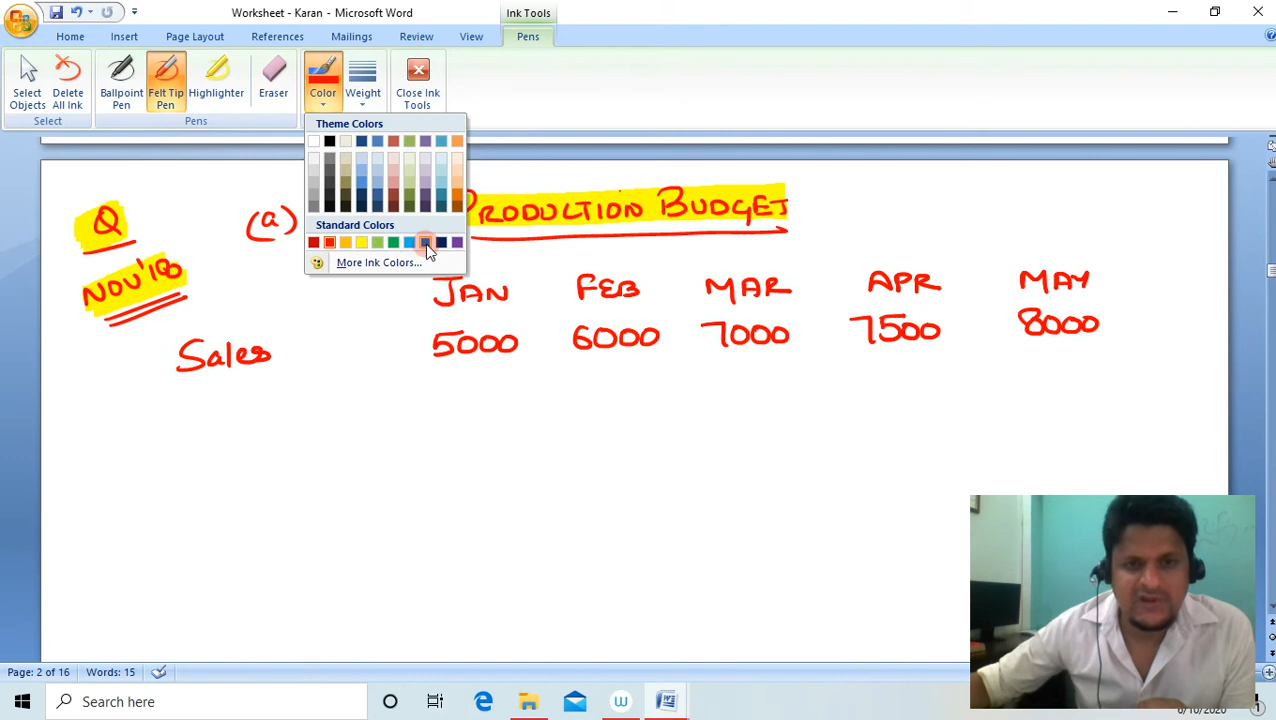 Worksheet - Karan - Microsoft Word
Ink Tools
Home Insert Page Layout References Mailings Review View Pens
Select Objects
Delete All Ink
Ballpoint Pen
Felt Tip Pen
Highlighter
Eraser
Color
Weight
Close Ink Tools
Select
Pens
Theme Colors
Standard Colors
More Ink Colors...
Q (a) PRODUCTION BUDGET
NOV'18
JAN FEB MAR APR MAY
Sales 5000 6000 7000 7500 8000
Page: 2 of 16 Words: 15
Search here
6/10/2020